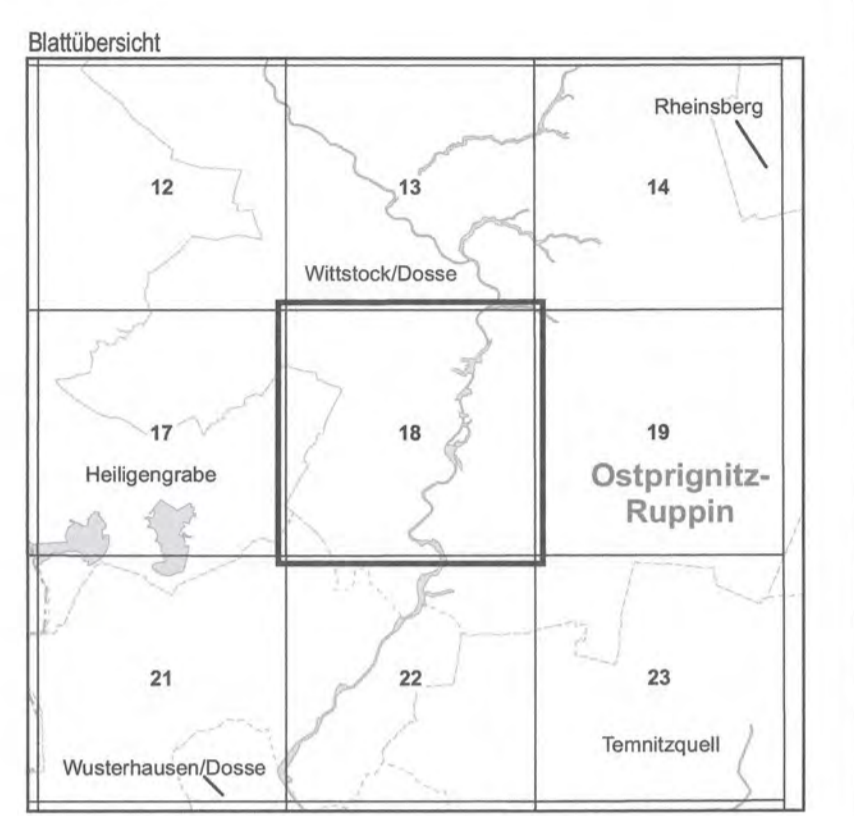 Blattübersicht
Rheinsberg
12
13
14
Wittstock/Dosse
17
18
19
Heiligengrabe
Ostprignitz-
Ruppin
21
22
23
Temnitzquell
Wusterhausen/Dosse